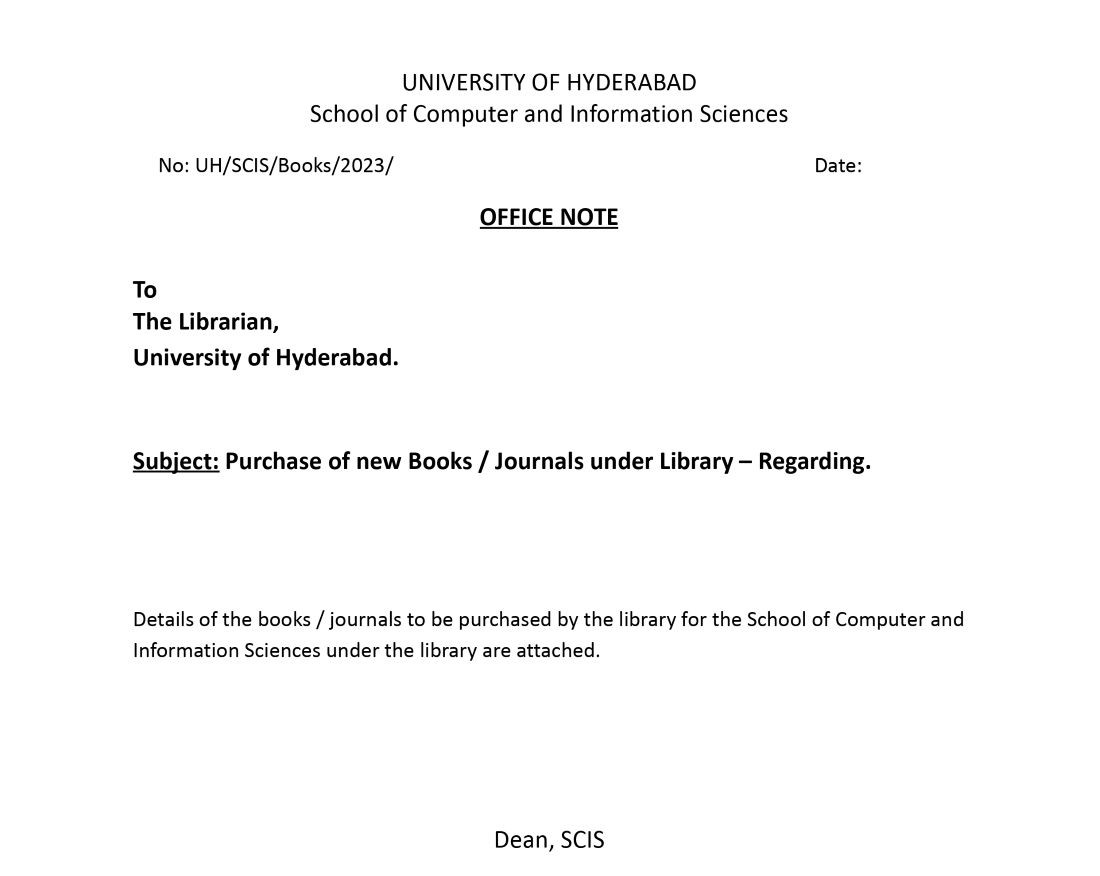 UNIVERSITY OF HYDERABAD
School of Computer and Information Sciences
No: UH/SCIS/Books/2023/ Date:
OFFICE NOTE
To
The Librarian,
University of Hyderabad.
Subject: Purchase of new Books / Journals under Library – Regarding.
Details of the books / journals to be purchased by the library for the School of Computer and
Information Sciences under the library are attached.
Dean, SCIS